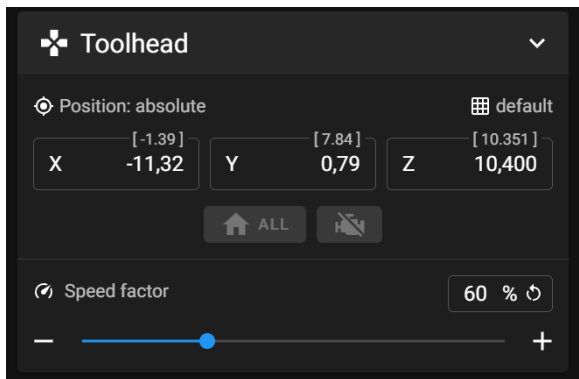 Toolhead
Position: absolute default
[-1.39] [7.84] [10.351]
X -11,32 Y 0,79 Z 10,400
ALL
Speed factor 60 %